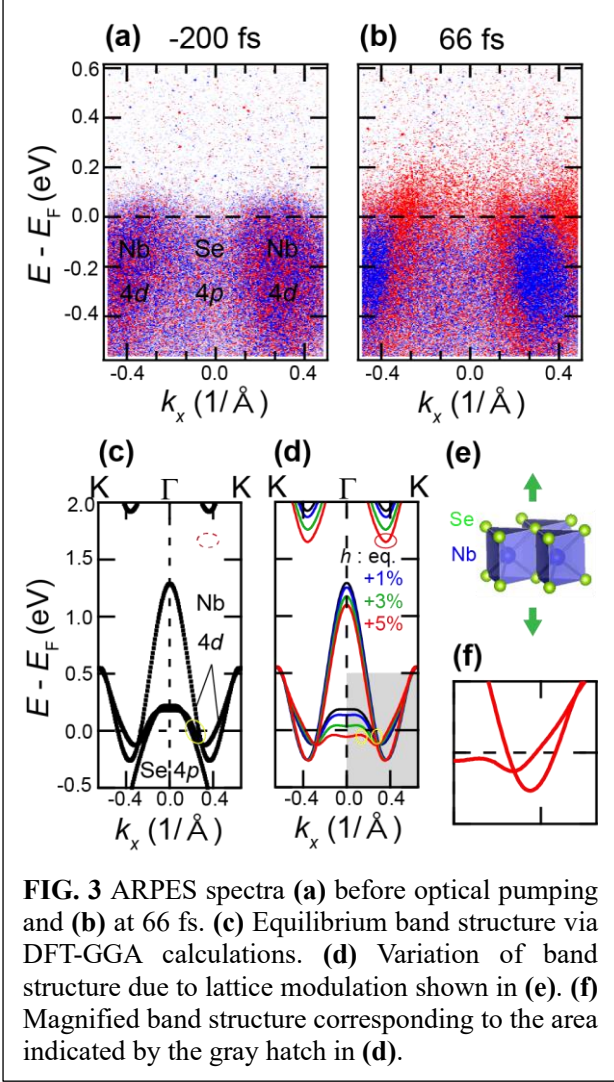 (a) -200 fs (b) 66 fs
E - E_F (eV)
0.6
0.4
0.2
0.0
-0.2
-0.4
Nb Se Nb
4d 4p 4d
-0.4 0.0 0.4 -0.4 0.0 0.4
k_x (1/Å) k_x (1/Å)
(c) (d) (e)
K Γ K K Γ K
E - E_F (eV)
2.0
1.5
1.0
0.5
0.0
-0.5
Nb
4d
Se 4p
h : eq.
+1%
+3%
+5%
-0.4 0.0 0.4 -0.4 0.0 0.4
k_x (1/Å) k_x (1/Å)
Se
Nb
(f)
FIG. 3 ARPES spectra (a) before optical pumping
and (b) at 66 fs. (c) Equilibrium band structure via
DFT-GGA calculations. (d) Variation of band
structure due to lattice modulation shown in (e). (f)
Magnified band structure corresponding to the area
indicated by the gray hatch in (d).